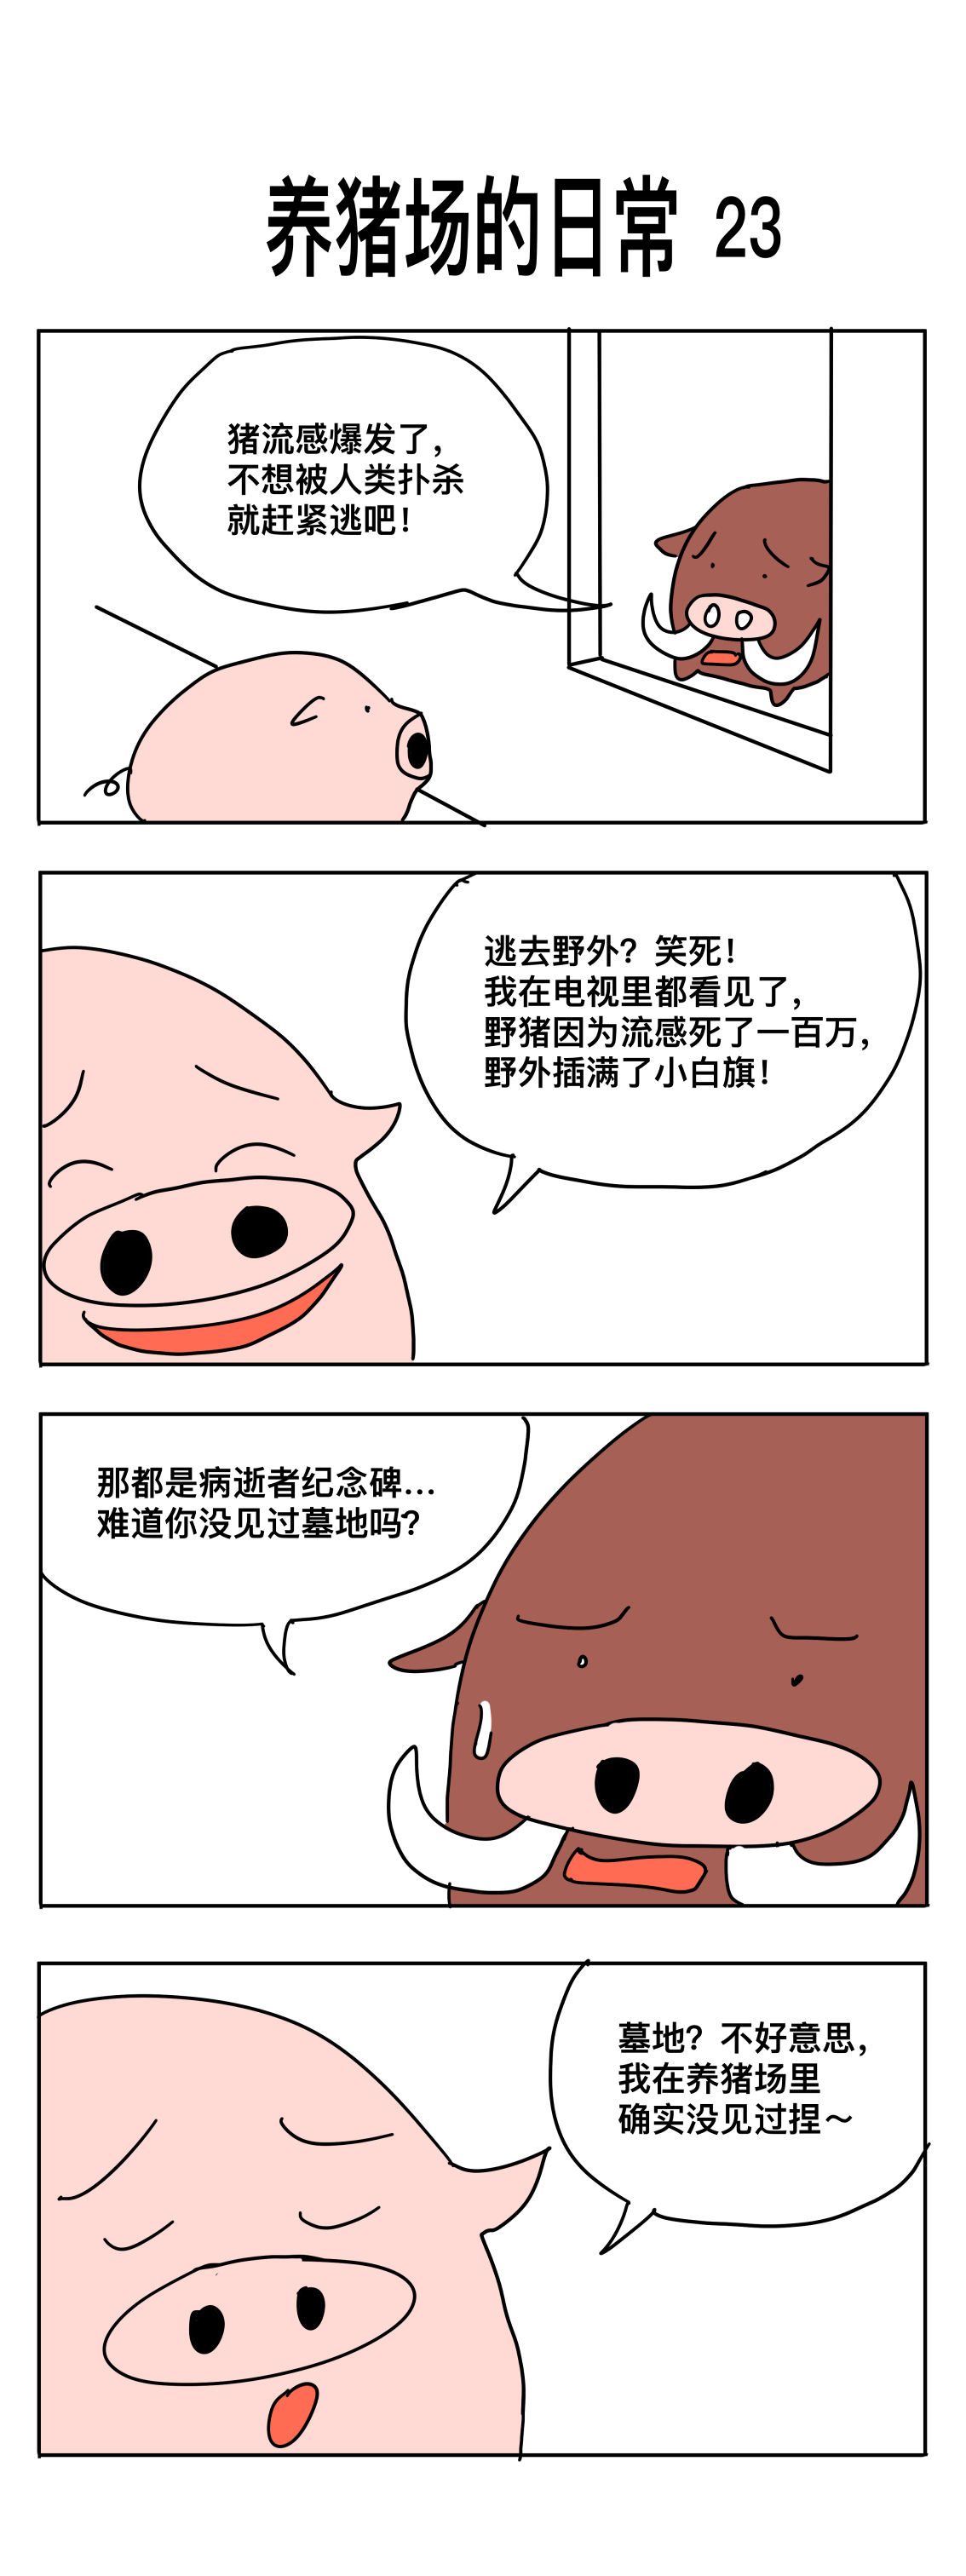 养猪场的日常 23
猪流感爆发了，
不想被人类扑杀
就赶紧逃吧！
逃去野外？笑死！
我在电视里都看见了，
野猪因为流感死了一百万，
野外插满了小白旗！
那都是病逝者纪念碑...
难道你没见过墓地吗？
墓地？不好意思，
我在养猪场里
确实没见过捏～